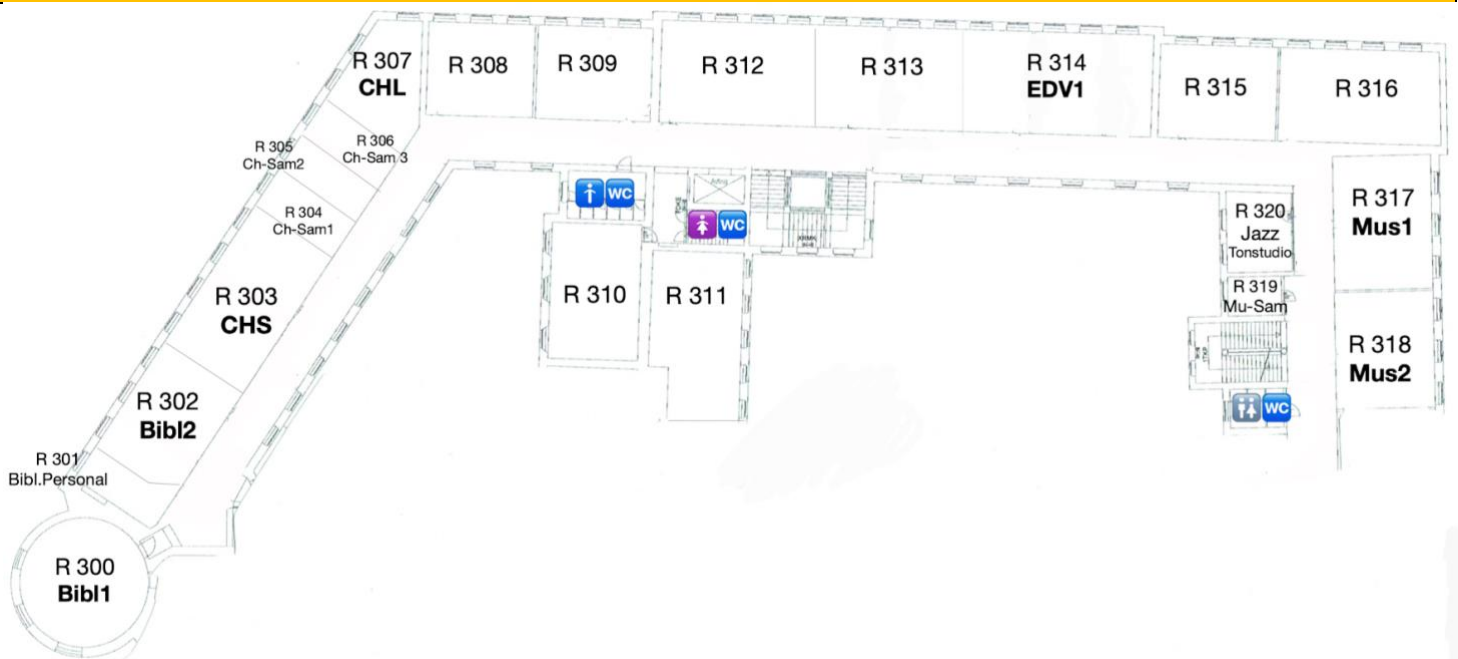 R 307
CHL
R 308
R 309
R 312
R 313
R 314
EDV1
R 315
R 316
R 305
Ch-Sam2
R 306
Ch-Sam 3
R 304
Ch-Sam1
R 303
CHS
R 302
Bibl2
R 301
Bibl.Personal
R 300
Bibl1
WC
WC
R 310
R 311
R 320
Jazz
Tonstudio
R 319
Mu-Sam
R 317
Mus1
R 318
Mus2
WC